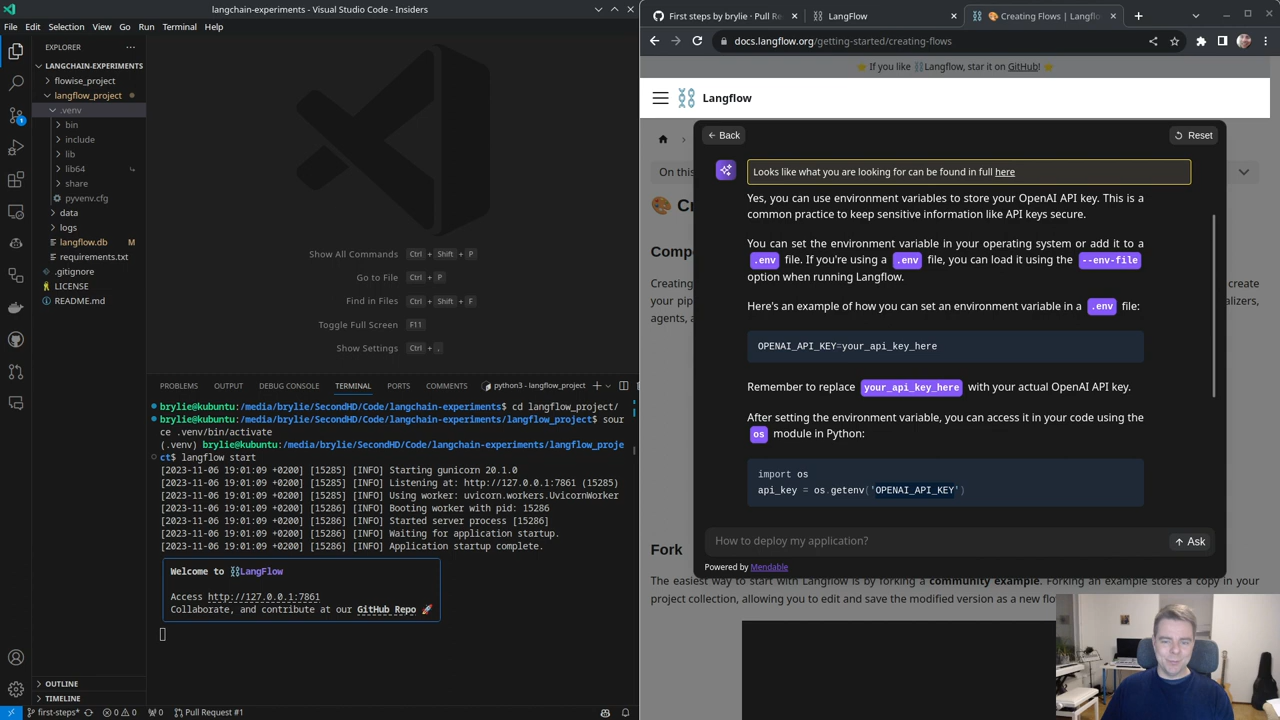 langchain-experiments - Visual Studio Code - Insiders
File Edit Selection View Go Run Terminal Help
EXPLORER
LANGCHAIN-EXPERIMENTS
flowise_project
langflow_project
.venv
bin
include
lib
lib64
share
pyvenv.cfg
data
logs
langflow.db M
requirements.txt
.gitignore
LICENSE
README.md
OUTLINE
TIMELINE
Show All Commands Ctrl + Shift + P
Go to File Ctrl + P
Find in Files Ctrl + Shift + F
Toggle Full Screen F11
Show Settings Ctrl + ,
PROBLEMS OUTPUT DEBUG CONSOLE TERMINAL PORTS COMMENTS python3 - langflow_project
brylie@kubuntu:/media/brylie/SecondHD/Code/langchain-experiments$ cd langflow_project/
brylie@kubuntu:/media/brylie/SecondHD/Code/langchain-experiments/langflow_project$ sour
ce .venv/bin/activate
(.venv) brylie@kubuntu:/media/brylie/SecondHD/Code/langchain-experiments/langflow_proje
ct$ langflow start
[2023-11-06 19:01:09 +0200] [15285] [INFO] Starting gunicorn 20.1.0
[2023-11-06 19:01:09 +0200] [15285] [INFO] Listening at: http://127.0.0.1:7861 (15285)
[2023-11-06 19:01:09 +0200] [15285] [INFO] Using worker: uvicorn.workers.UvicornWorker
[2023-11-06 19:01:09 +0200] [15286] [INFO] Booting worker with pid: 15286
[2023-11-06 19:01:09 +0200] [15286] [INFO] Started server process [15286]
[2023-11-06 19:01:09 +0200] [15286] [INFO] Waiting for application startup.
[2023-11-06 19:01:09 +0200] [15286] [INFO] Application startup complete.
Welcome to ⛓LangFlow
Access http://127.0.0.1:7861
Collaborate, and contribute at our GitHub Repo 🚀
first-steps* 0 0 0 Pull Request #1
First steps by brylie · Pull Re
LangFlow
🎨 Creating Flows | Langflo
docs.langflow.org/getting-started/creating-flows
⭐ If you like ⛓Langflow, star it on GitHub! ⭐
Langflow
On this
🎨 Cr
Compo
Creating
create
your pip
alizers,
agents, a
← Back
Reset
Looks like what you are looking for can be found in full here
Yes, you can use environment variables to store your OpenAI API key. This is a
common practice to keep sensitive information like API keys secure.
You can set the environment variable in your operating system or add it to a
.env file. If you're using a .env file, you can load it using the --env-file
option when running Langflow.
Here's an example of how you can set an environment variable in a .env file:
OPENAI_API_KEY=your_api_key_here
Remember to replace your_api_key_here with your actual OpenAI API key.
After setting the environment variable, you can access it in your code using the
os module in Python:
import os
api_key = os.getenv('OPENAI_API_KEY')
How to deploy my application?
Ask
Powered by Mendable
Fork
The easiest way to start with Langflow is by forking a community example. Forking an example stores a copy in your
project collection, allowing you to edit and save the modified version as a new flo